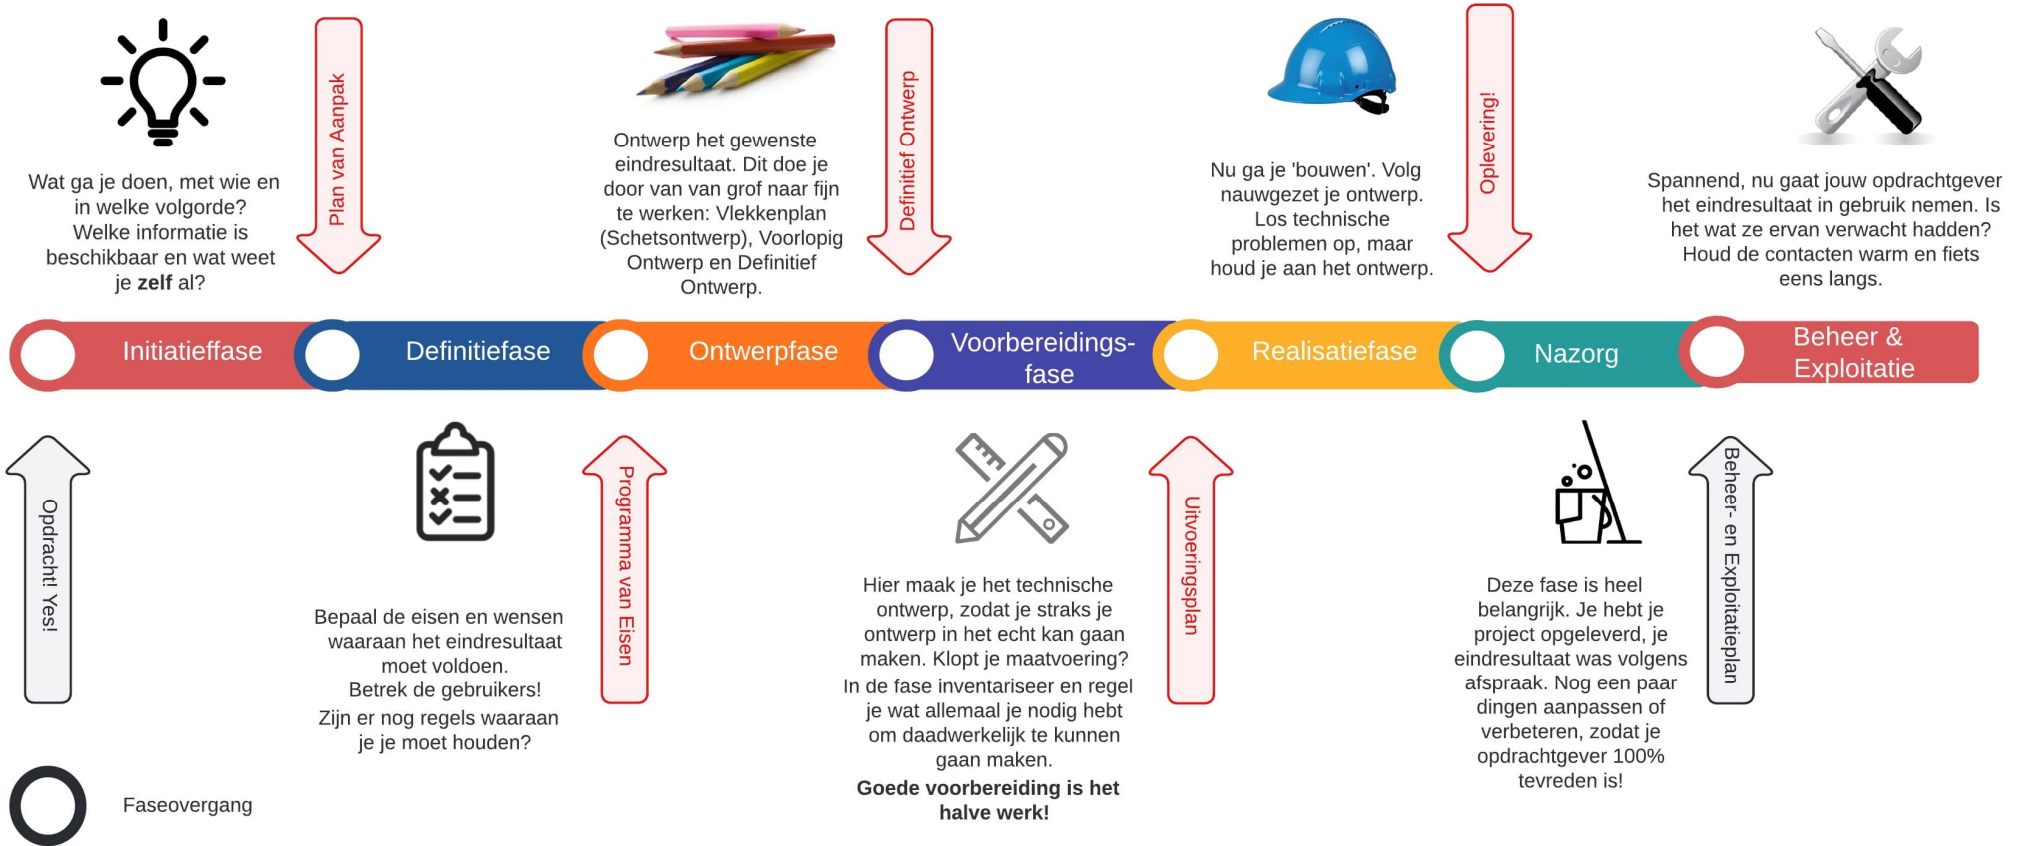 Plan van Aanpak
Wat ga je doen, met wie en
in welke volgorde?
Welke informatie is
beschikbaar en wat weet
je zelf al?
Ontwerp het gewenste
eindresultaat. Dit doe je
door van van grof naar fijn
te werken: Vlekkenplan
(Schetsontwerp), Voorlopig
Ontwerp en Definitief
Ontwerp.
Definitief Ontwerp
Nu ga je 'bouwen'. Volg
nauwgezet je ontwerp.
Los technische
problemen op, maar
houd je aan het ontwerp.
Oplevering!
Spannend, nu gaat jouw opdrachtgever
het eindresultaat in gebruik nemen. Is
het wat ze ervan verwacht hadden?
Houd de contacten warm en fiets
eens langs.
Initiatieffase
Definitiefase
Ontwerpfase
Voorbereidings-
fase
Realisatiefase
Nazorg
Beheer &
Exploitatie
Opdracht! Yes!
Bepaal de eisen en wensen
waaraan het eindresultaat
moet voldoen.
Betrek de gebruikers!
Zijn er nog regels waaraan
je je moet houden?
Programma van Eisen
Hier maak je het technische
ontwerp, zodat je straks je
ontwerp in het echt kan gaan
maken. Klopt je maatvoering?
In de fase inventariseer en regel
je wat allemaal je nodig hebt
om daadwerkelijk te kunnen
gaan maken.
Goede voorbereiding is het
halve werk!
Uitvoeringsplan
Deze fase is heel
belangrijk. Je hebt je
project opgeleverd, je
eindresultaat was volgens
afspraak. Nog een paar
dingen aanpassen of
verbeteren, zodat je
opdrachtgever 100%
tevreden is!
Beheer- en Exploitatieplan
Faseovergang